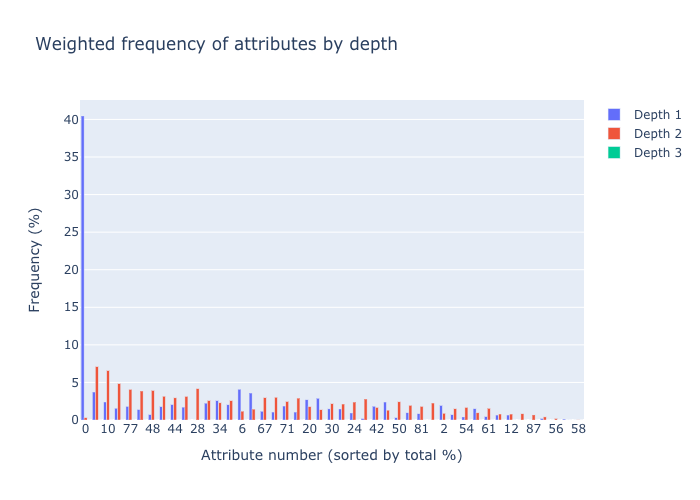 Weighted frequency of attributes by depth
Depth 1
Depth 2
Depth 3
Frequency (%)
40
35
30
25
20
15
10
5
0
0 10 77 48 44 28 34 6 67 71 20 30 24 42 50 81 2 54 61 12 87 56 58
Attribute number (sorted by total %)